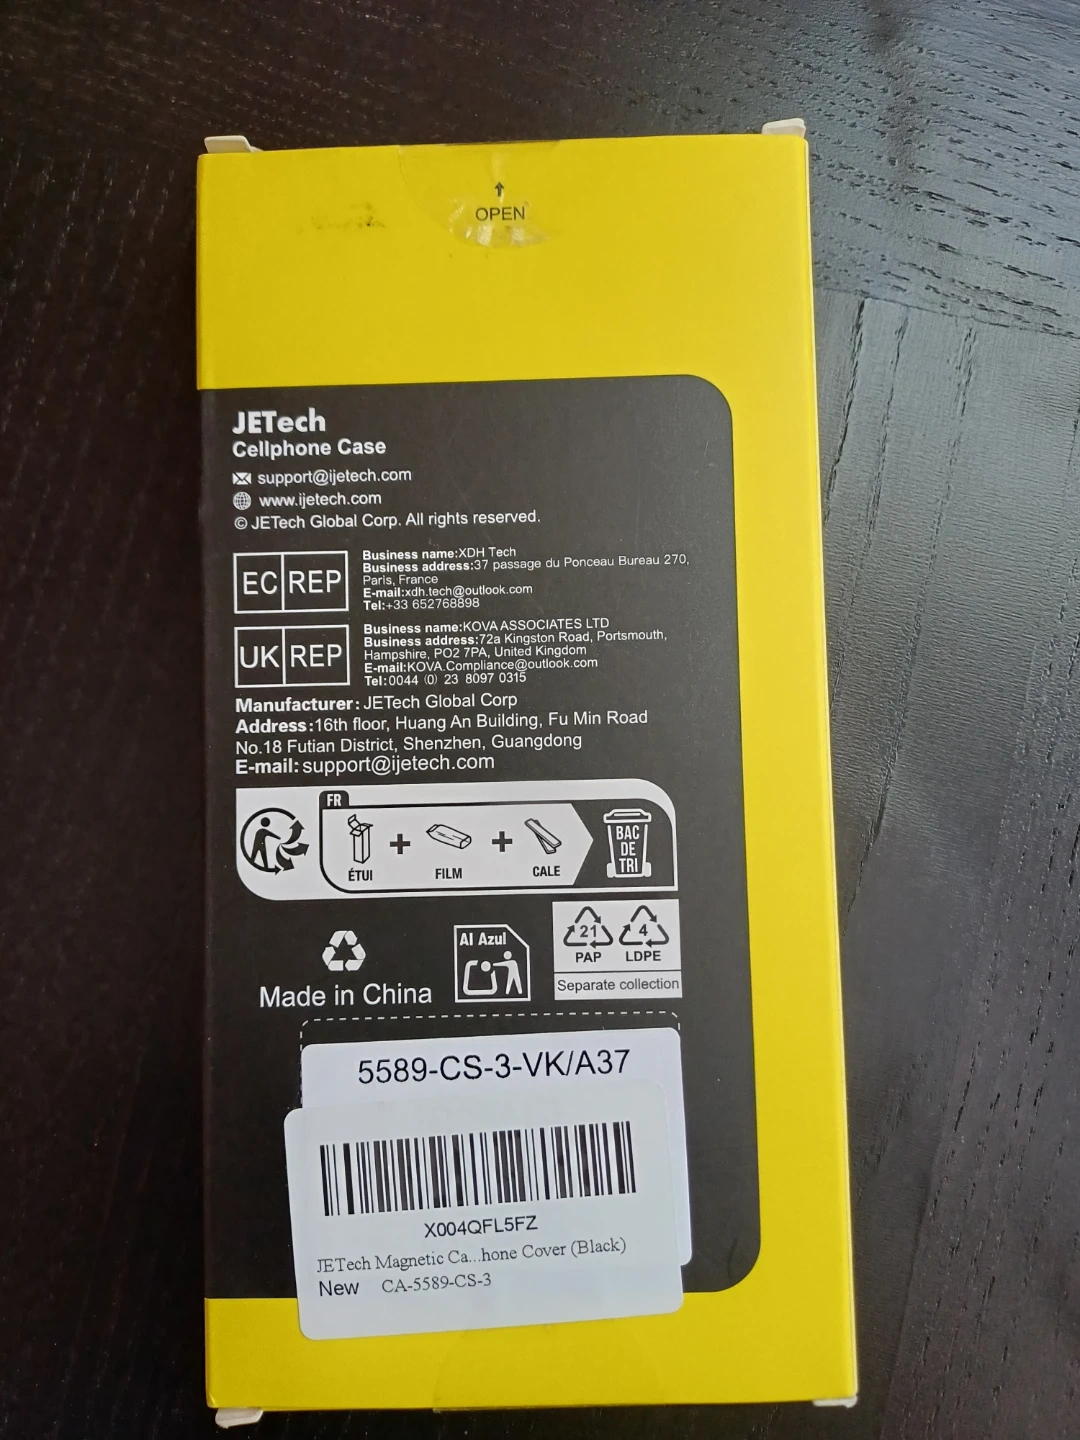 OPEN
JETech
Cellphone Case
support@ijetech.com
www.ijetech.com
© JETech Global Corp. All rights reserved.
EC REP
Business name:XDH Tech
Business address:37 passage du Ponceau Bureau 270,
Paris, France
E-mail:xdh.tech@outlook.com
Tel:+33 652768898
UK REP
Business name:KOVA ASSOCIATES LTD
Business address:72a Kingston Road, Portsmouth,
Hampshire, PO2 7PA, United Kingdom
E-mail:KOVA.Compliance@outlook.com
Tel:0044 (0) 23 8097 0315
Manufacturer: JETech Global Corp
Address:16th floor, Huang An Building, Fu Min Road
No.18 Futian District, Shenzhen, Guangdong
E-mail: support@ijetech.com
FR
ÉTUI + FILM + CALE
BAC
DE
TRI
Made in China
Al Azul
21
PAP
4
LDPE
Separate collection
5589-CS-3-VK/A37
X004QFL5FZ
JETech Magnetic Ca...hone Cover (Black)
New CA-5589-CS-3